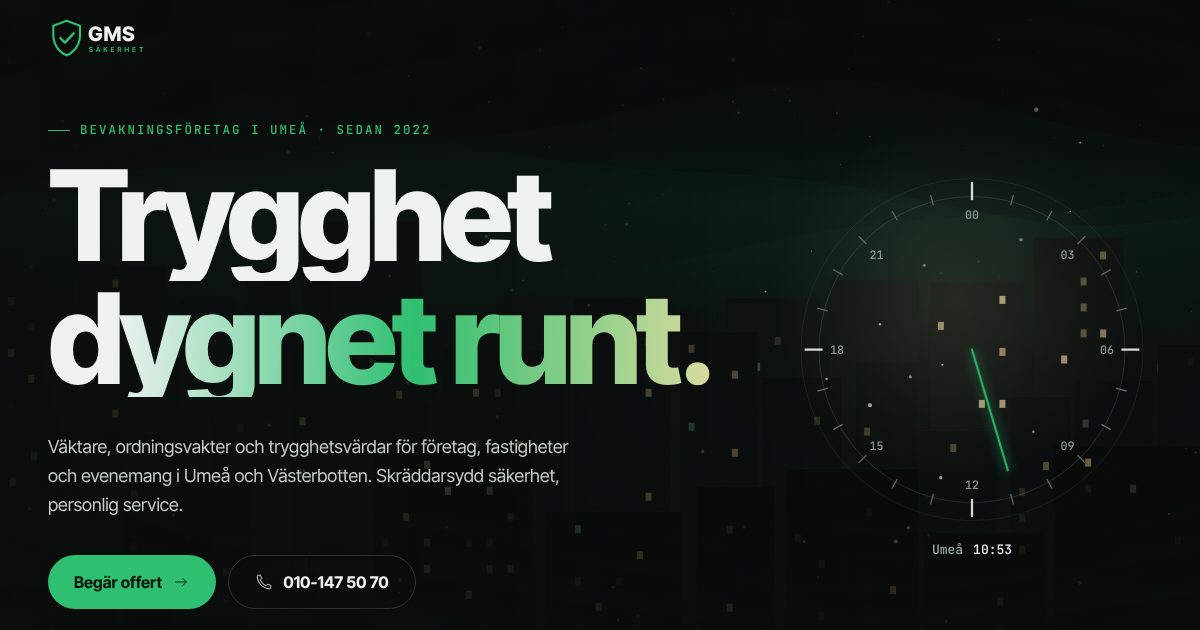 GMS
SÄKERHET
BEVAKNINGSFÖRETAG I UMEÅ · SEDAN 2022
Trygghet
dygnet runt.
Väktare, ordningsvakter och trygghetsvärdar för företag, fastigheter
och evenemang i Umeå och Västerbotten. Skräddarsydd säkerhet,
personlig service.
Begär offert →
010-147 50 70
00
03
06
09
12
15
18
21
Umeå 10:53